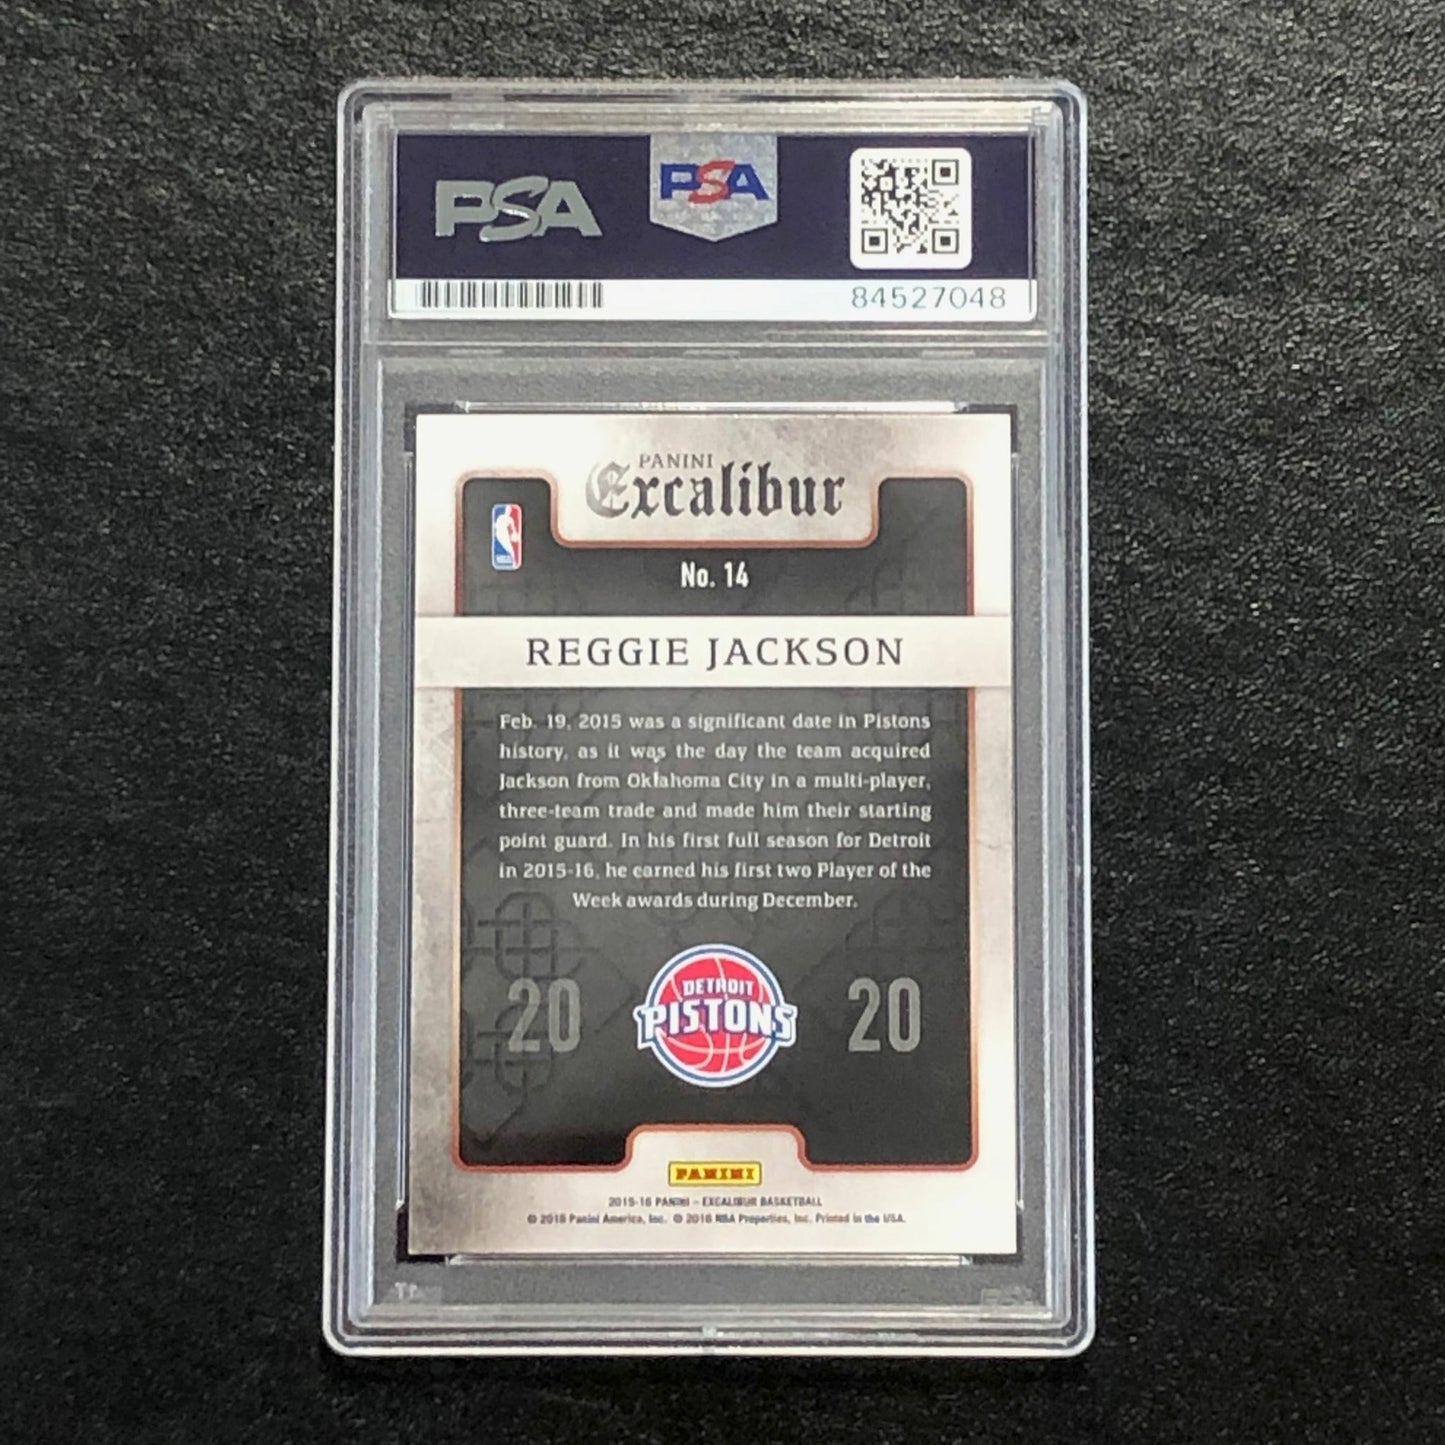 PSA PSA
84527048
PANINI
Excalibur
No. 14
REGGIE JACKSON
Feb. 19, 2015 was a significant date in Pistons
history, as it was the day the team acquired
Jackson from Oklahoma City in a multi-player,
three-team trade and made him their starting
point guard. In his first full season for Detroit
in 2015-16, he earned his first two Player of the
Week awards during December.
20 DETROIT 20
PISTONS
PANINI
2015-16 PANINI – EXCALIBUR BASKETBALL
© 2016 Panini America, Inc. © 2016 NBA Properties, Inc. Printed in the USA.